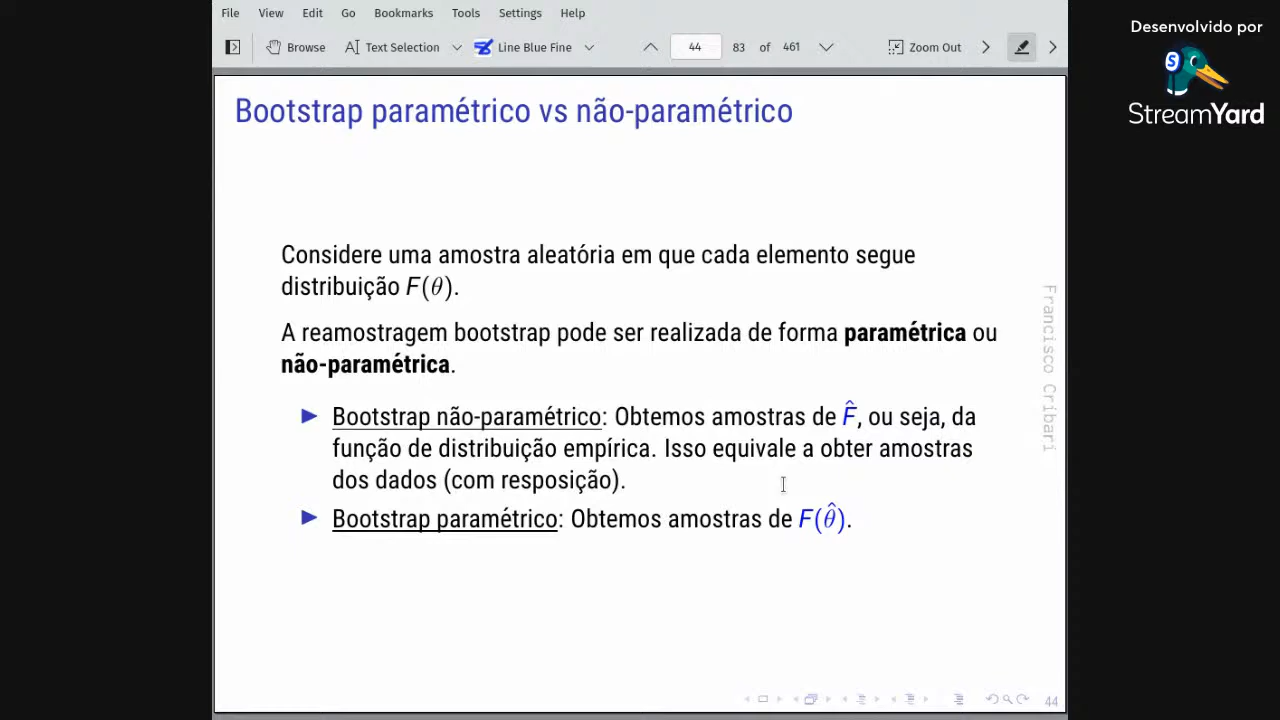 File View Edit Go Bookmarks Tools Settings Help
Browse Text Selection Line Blue Fine 44 83 of 461 Zoom Out
Desenvolvido por
StreamYard
Bootstrap paramétrico vs não-paramétrico
Considere uma amostra aleatória em que cada elemento segue
distribuição F(θ).
A reamostragem bootstrap pode ser realizada de forma paramétrica ou
não-paramétrica.
Bootstrap não-paramétrico: Obtemos amostras de F̂, ou seja, da
função de distribuição empírica. Isso equivale a obter amostras
dos dados (com resposição).
Bootstrap paramétrico: Obtemos amostras de F(θ̂).
Francisco Cribari
44